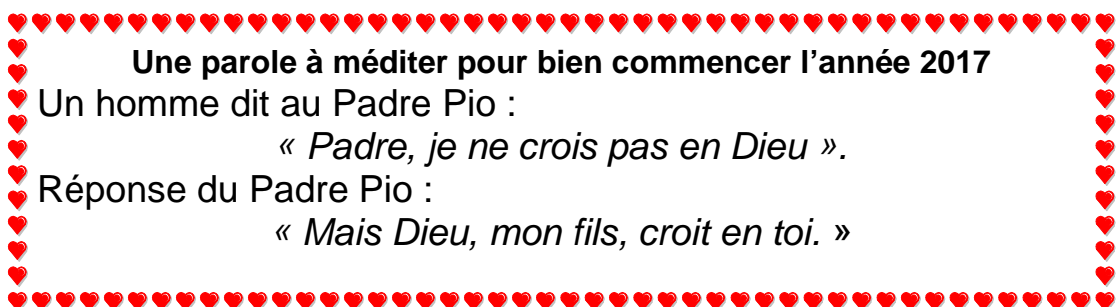 Une parole à méditer pour bien commencer l’année 2017
Un homme dit au Padre Pio :
« Padre, je ne crois pas en Dieu ».
Réponse du Padre Pio :
« Mais Dieu, mon fils, croit en toi. »